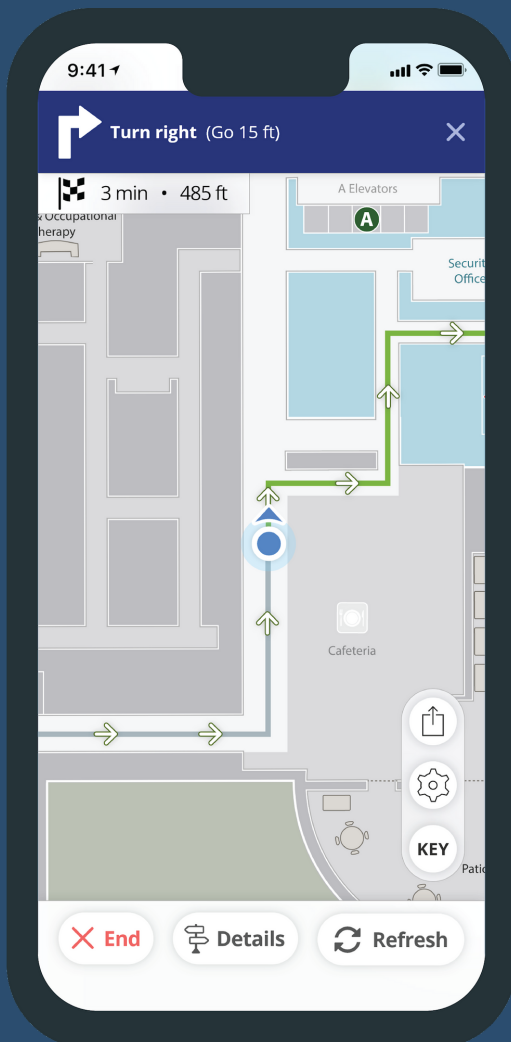 9:41
Turn right (Go 15 ft)
3 min • 485 ft
& Occupational
herapy
A Elevators
A
Securit
Office
Cafeteria
KEY
Patio
End
Details
Refresh